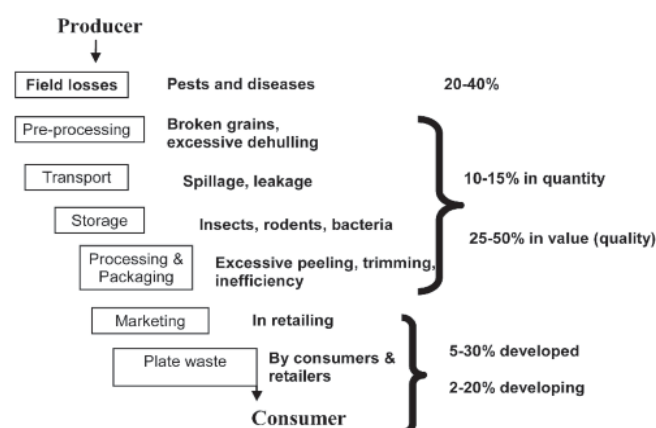 Producer
Field losses
Pests and diseases
20-40%
Pre-processing
Broken grains,
excessive dehulling
Transport
Spillage, leakage
10-15% in quantity
Storage
Insects, rodents, bacteria
25-50% in value (quality)
Processing &
Packaging
Excessive peeling, trimming,
inefficiency
Marketing
In retailing
Plate waste
By consumers &
retailers
5-30% developed
2-20% developing
Consumer